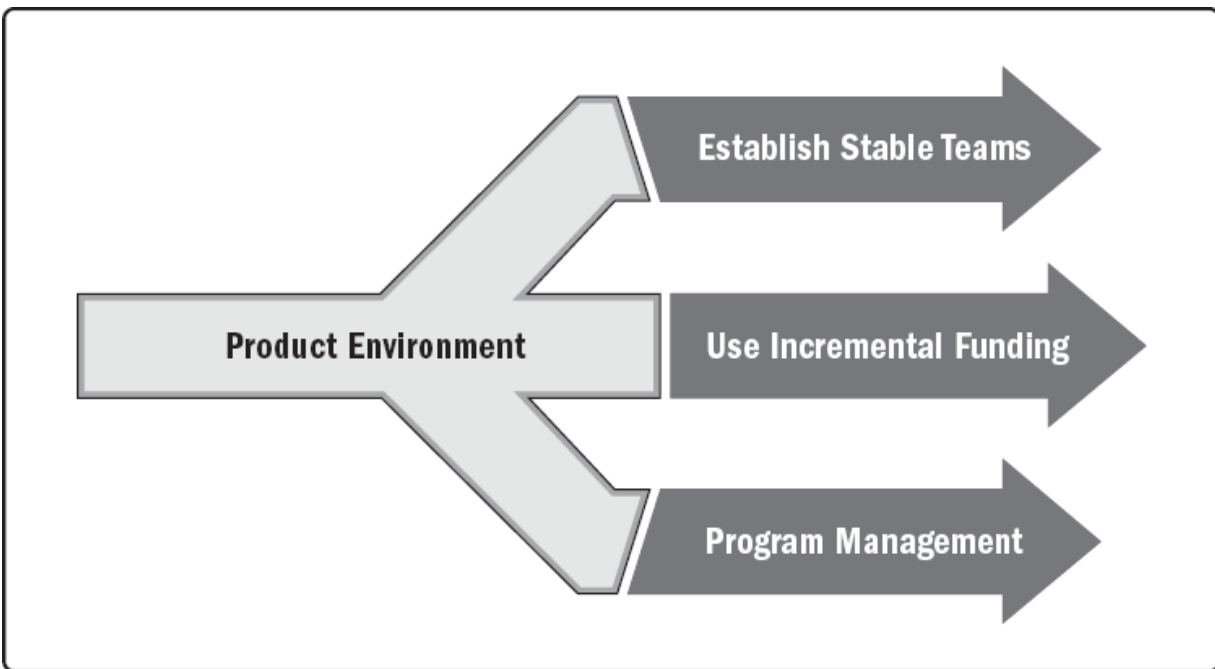 Establish Stable Teams
Product Environment
Use Incremental Funding
Program Management